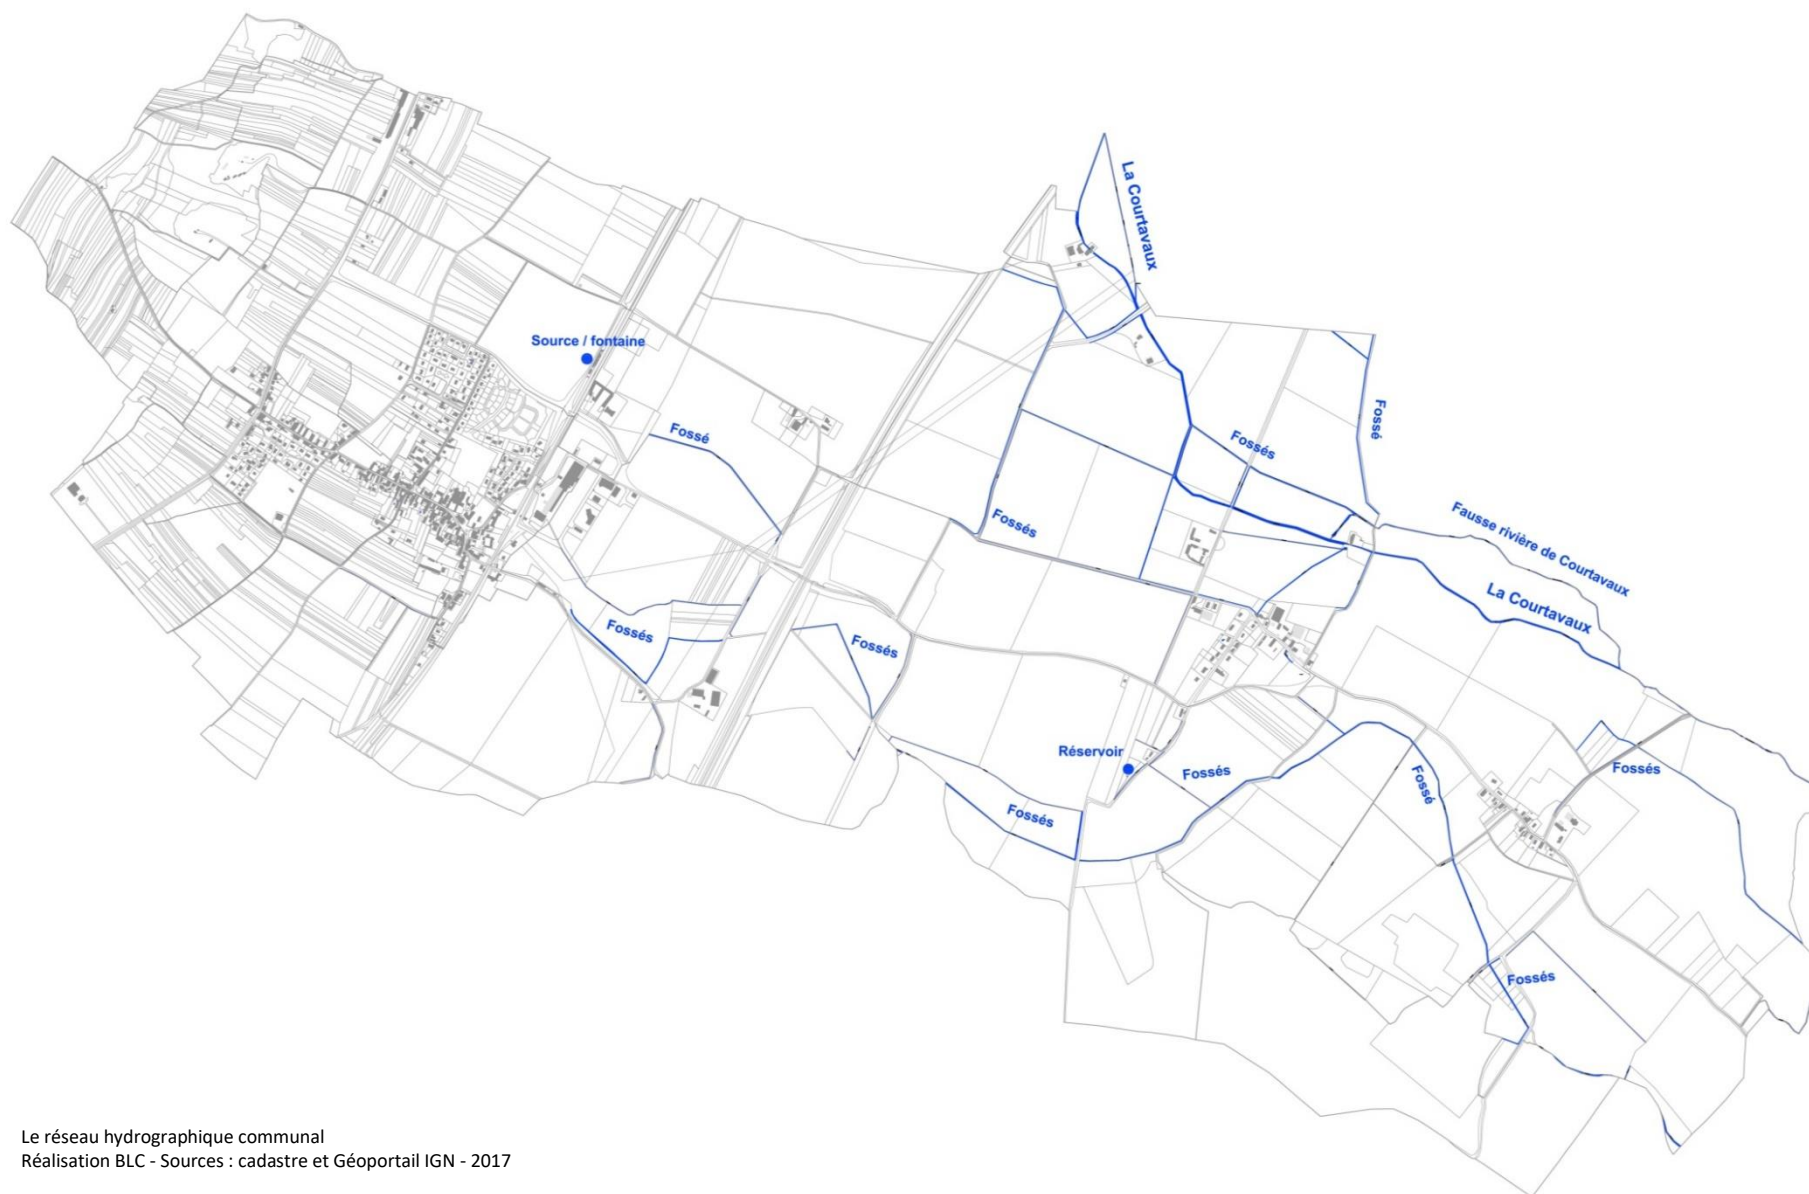 La Courtavaux
Source / fontaine
Fossé
Fossé
Fossés
Fossés
Fausse rivière de Courtavaux
La Courtavaux
Fossés
Fossés
Réservoir
Fossés
Fossé
Fossés
Fossés
Fossés
Le réseau hydrographique communal
Réalisation BLC - Sources : cadastre et Géoportail IGN - 2017